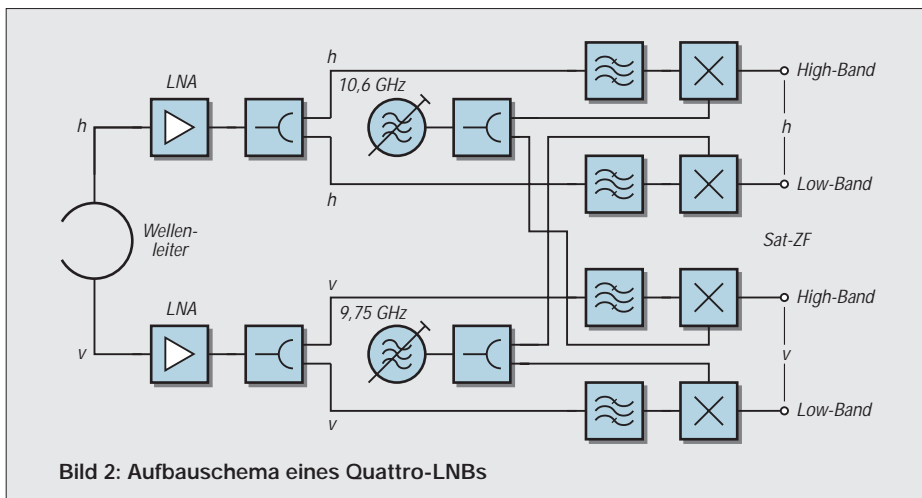 LNA
h
10,6 GHz
High-Band
h
h
h
Low-Band
Wellen-
leiter
Sat-ZF
LNA
v
9,75 GHz
High-Band
v
v
v
Low-Band
Bild 2: Aufbauschema eines Quattro-LNBs